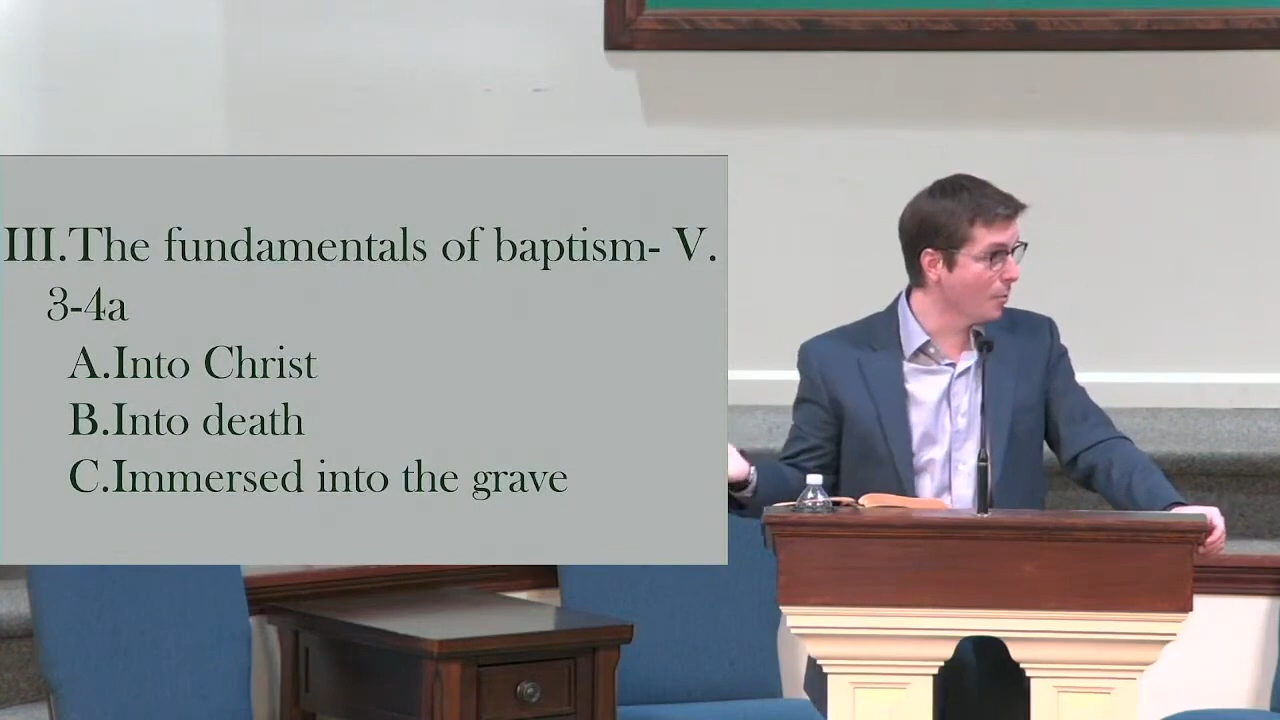 III.The fundamentals of baptism- V.
3-4a
A.Into Christ
B.Into death
C.Immersed into the grave